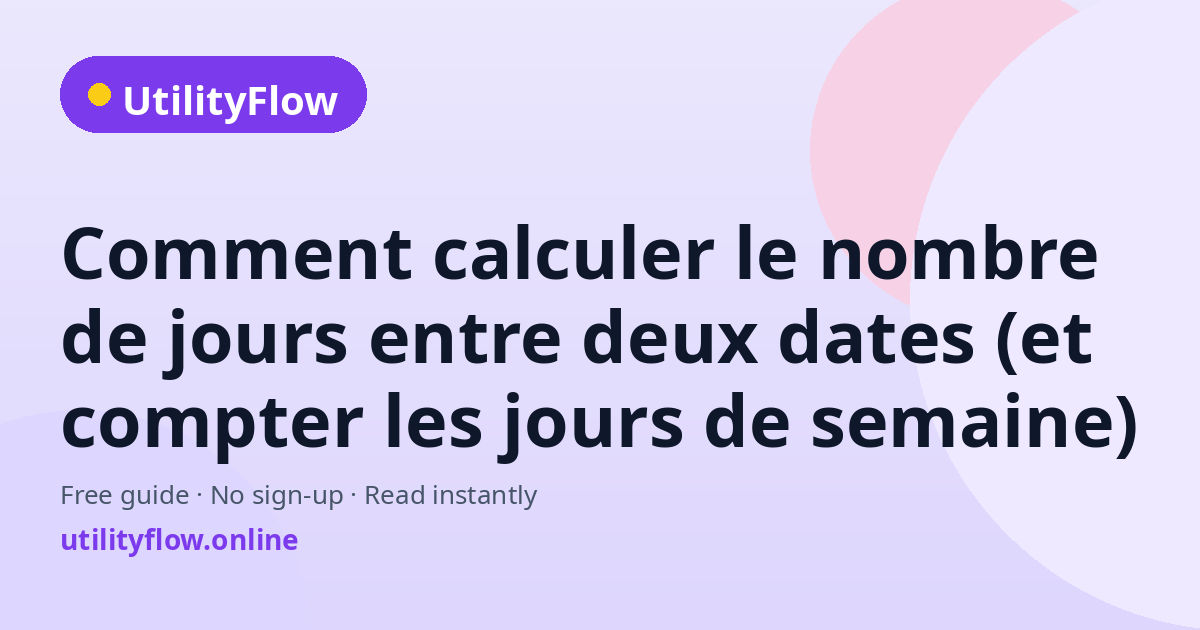 UtilityFlow
Comment calculer le nombre
de jours entre deux dates (et
compter les jours de semaine)
Free guide · No sign-up · Read instantly
utilityflow.online